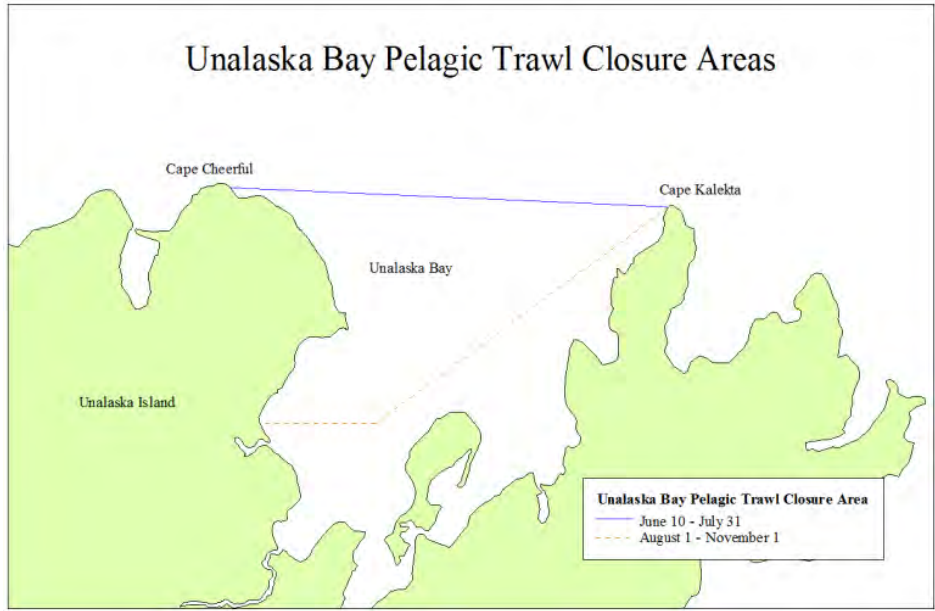 Unalaska Bay Pelagic Trawl Closure Areas
Cape Cheerful
Cape Kalekta
Unalaska Bay
Unalaska Island
Unalaska Bay Pelagic Trawl Closure Area
June 10 - July 31
August 1 - November 1